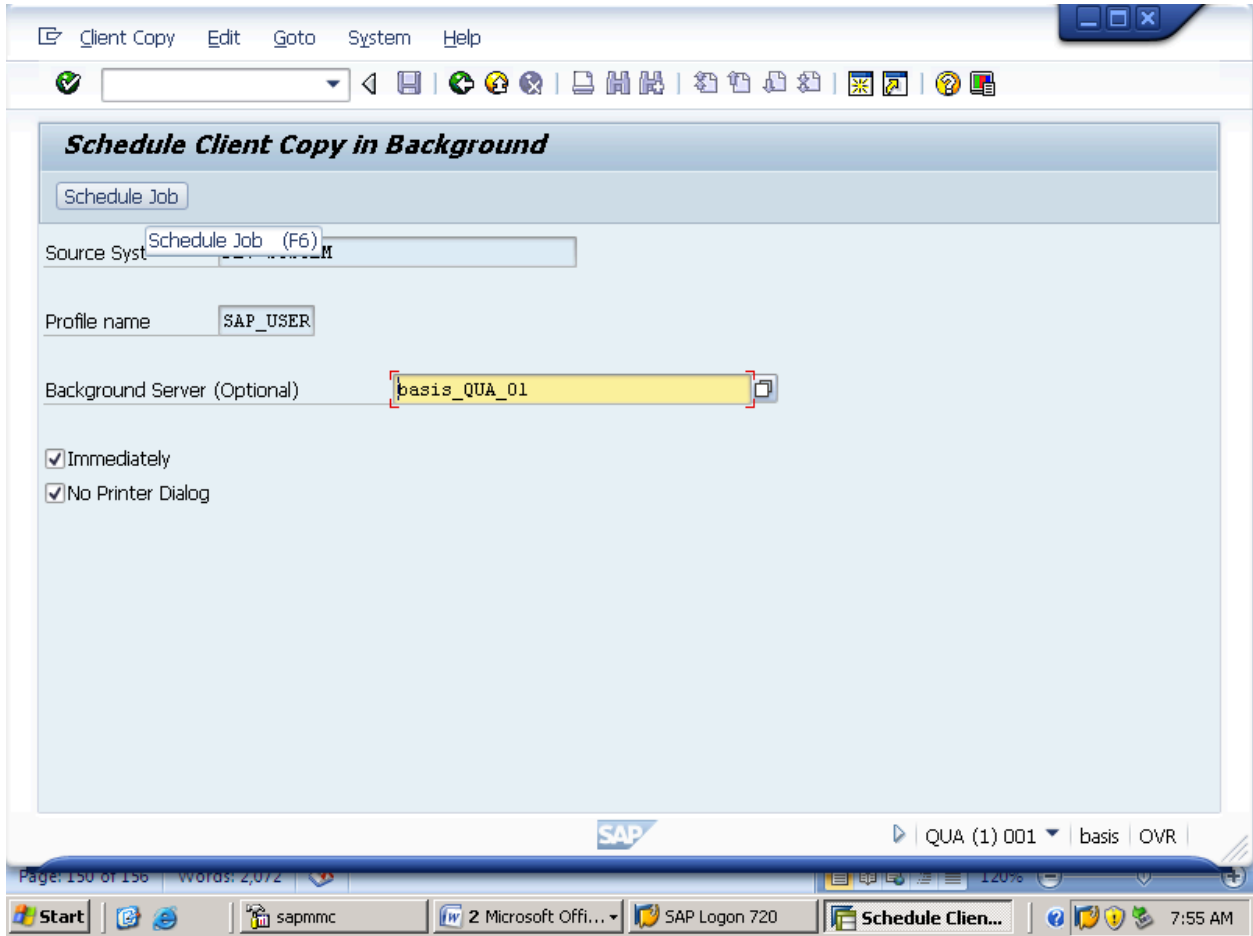 Client Copy Edit Goto System Help
Schedule Client Copy in Background
Schedule Job
Schedule Job (F6)
Source Syst
Profile name SAP_USER
Background Server (Optional) basis_QUA_01
Immediately
No Printer Dialog
SAP QUA (1) 001 basis OVR
Page: 150 of 156 Words: 2,072 120%
Start sapmmc 2 Microsoft Offi... SAP Logon 720 Schedule Clien... 7:55 AM